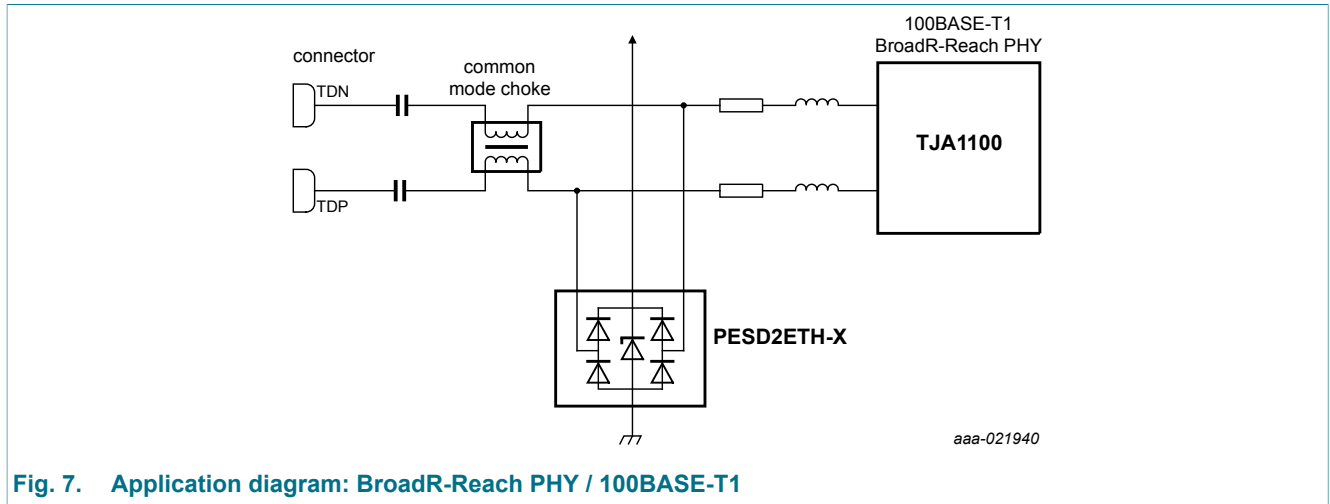 connector
common
mode choke
100BASE-T1
BroadR-Reach PHY
TDN
TJA1100
TDP
PESD2ETH-X
aaa-021940
Fig. 7. Application diagram: BroadR-Reach PHY / 100BASE-T1